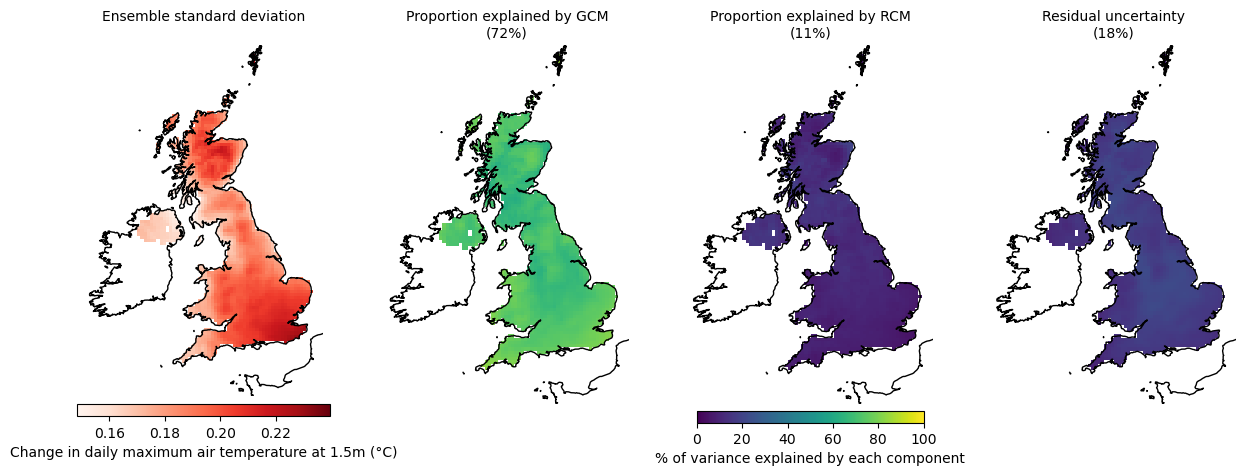 Ensemble standard deviation
Proportion explained by GCM
(72%)
Proportion explained by RCM
(11%)
Residual uncertainty
(18%)
0.16 0.18 0.20 0.22
Change in daily maximum air temperature at 1.5m (°C)
0 20 40 60 80 100
% of variance explained by each component